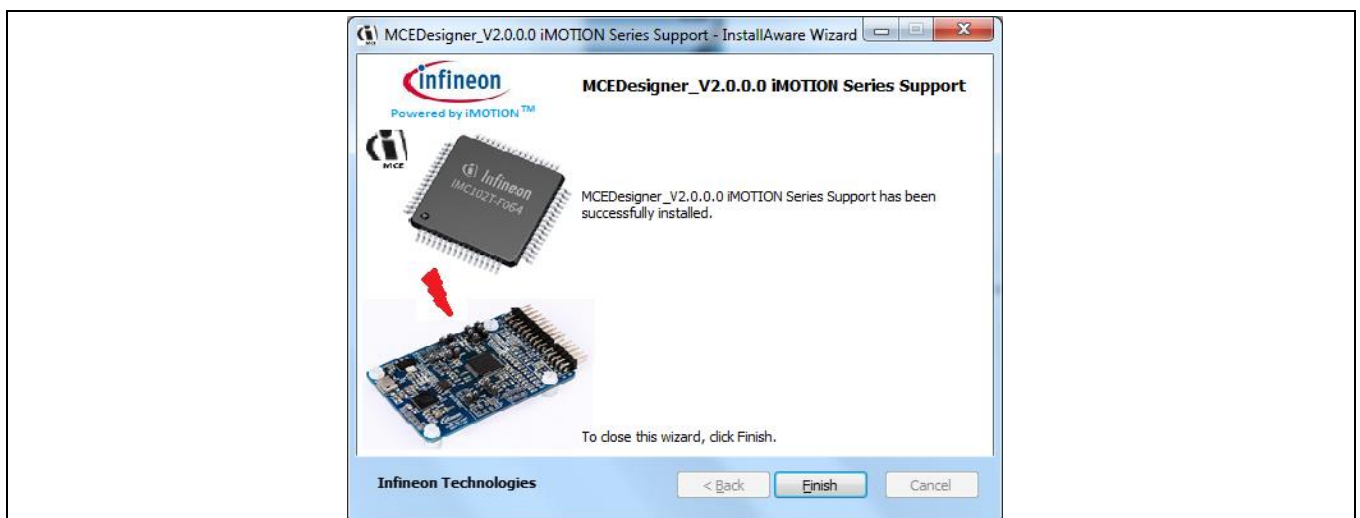 MCEDesigner_V2.0.0.0 iMOTION Series Support - InstallAware Wizard
infineon
Powered by iMOTION™
MCEDesigner_V2.0.0.0 iMOTION Series Support
MCE
Infineon
IMC102T-F064
MCEDesigner_V2.0.0.0 iMOTION Series Support has been
successfully installed.
To close this wizard, click Finish.
Infineon Technologies
< Back
Finish
Cancel